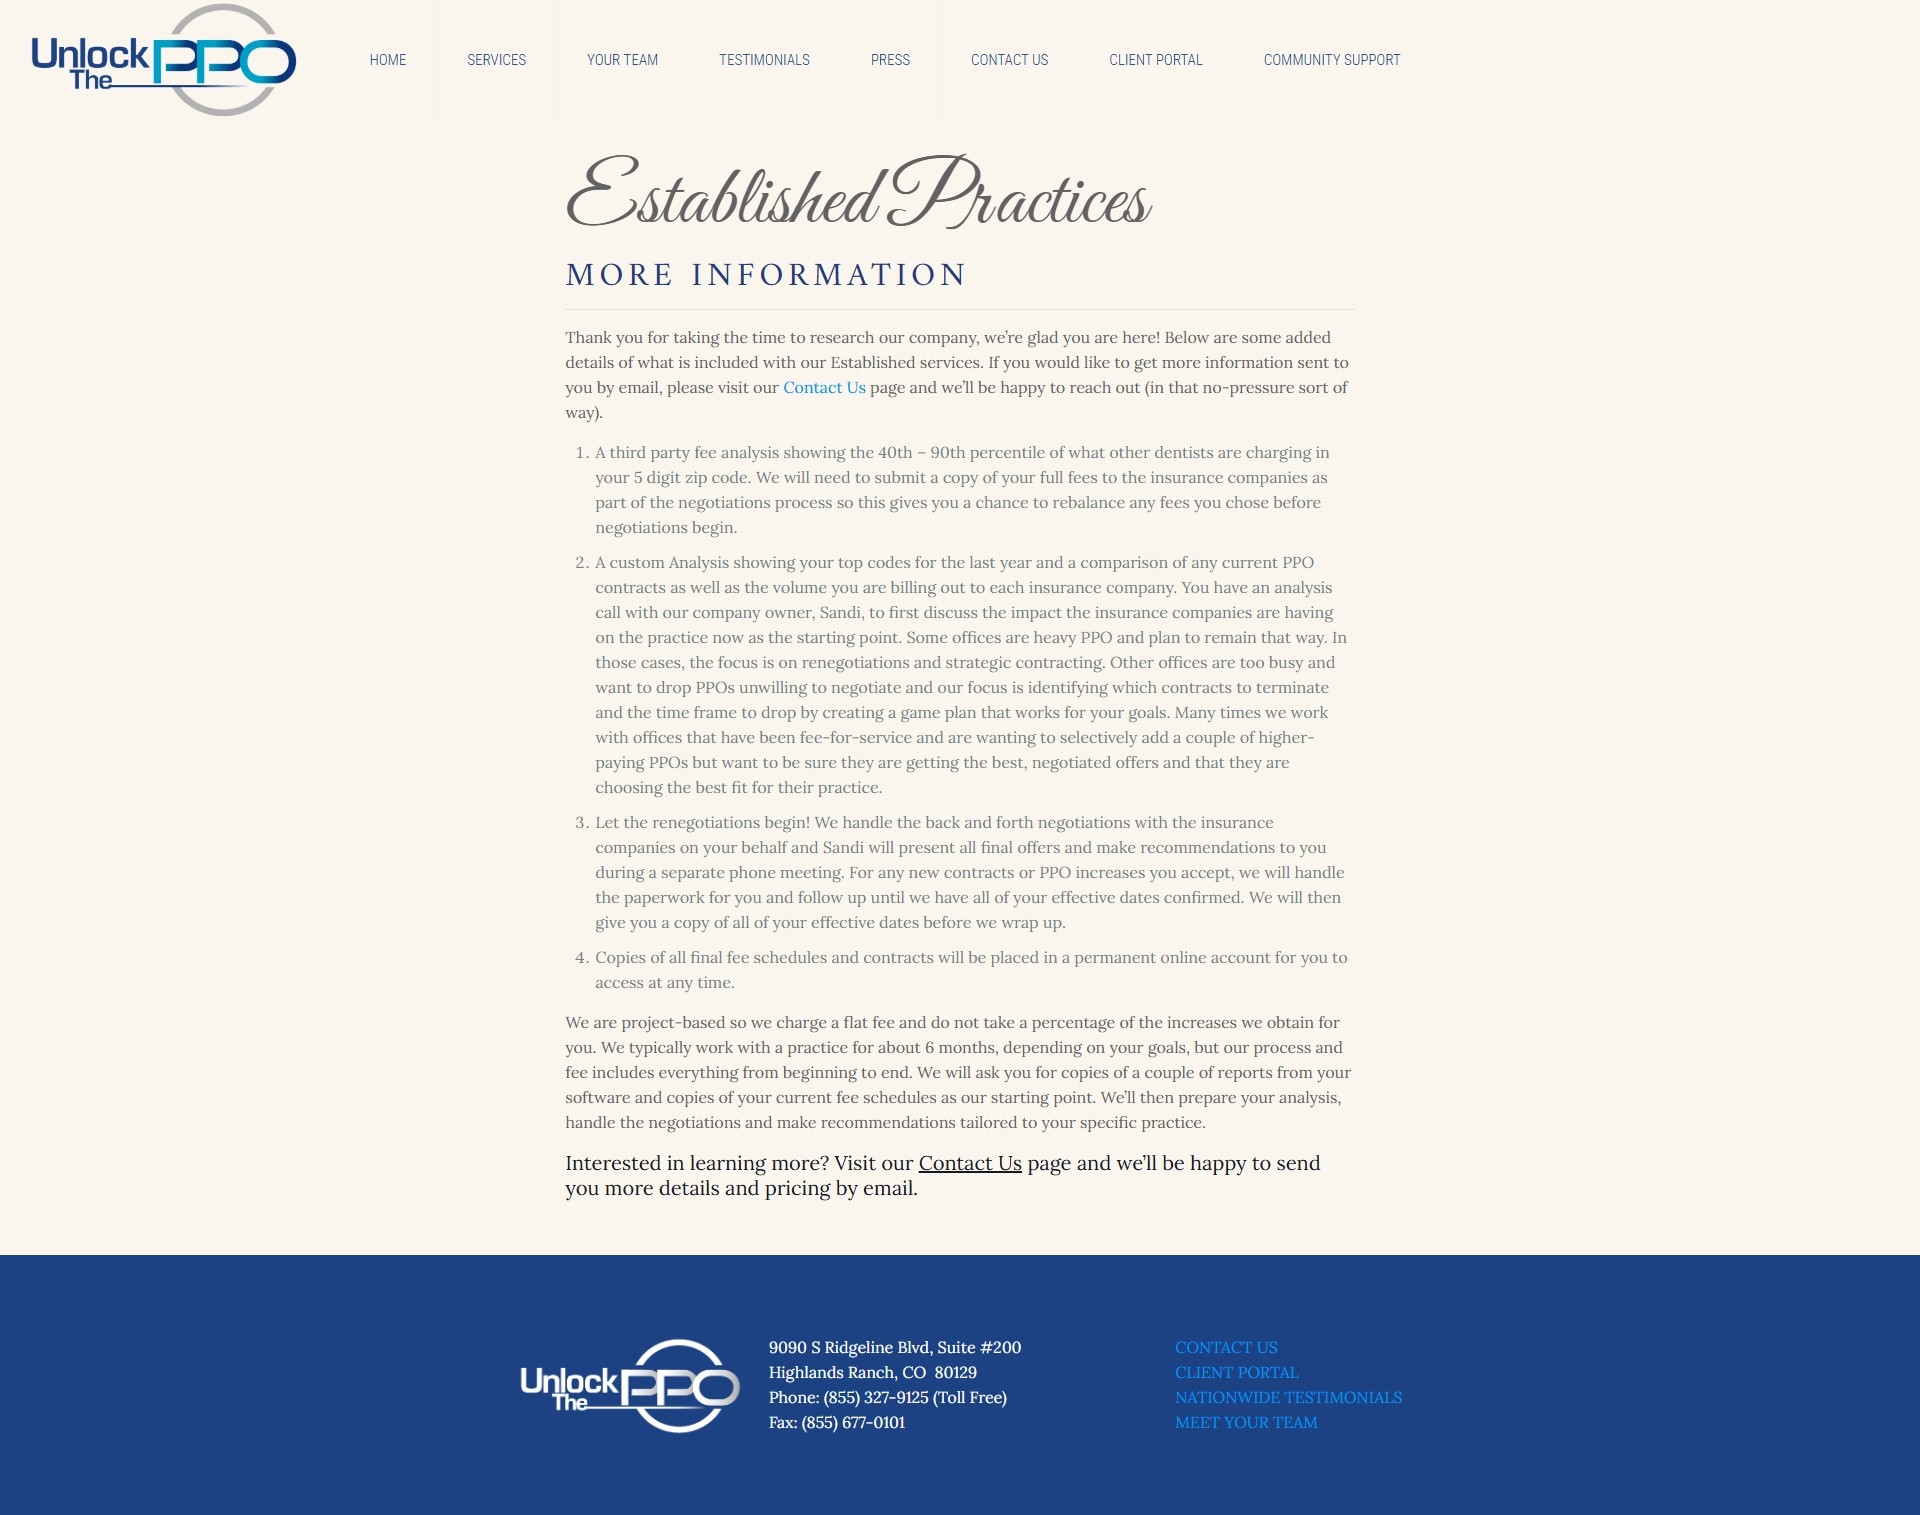 Unlock
The PPO
HOME
SERVICES
YOUR TEAM
TESTIMONIALS
PRESS
CONTACT US
CLIENT PORTAL
COMMUNITY SUPPORT
Established Practices
MORE INFORMATION
Thank you for taking the time to research our company, we’re glad you are here! Below are some added
details of what is included with our Established services. If you would like to get more information sent to
you by email, please visit our Contact Us page and we’ll be happy to reach out (in that no-pressure sort of
way).
1. A third party fee analysis showing the 40th – 90th percentile of what other dentists are charging in
your 5 digit zip code. We will need to submit a copy of your full fees to the insurance companies as
part of the negotiations process so this gives you a chance to rebalance any fees you chose before
negotiations begin.
2. A custom Analysis showing your top codes for the last year and a comparison of any current PPO
contracts as well as the volume you are billing out to each insurance company. You have an analysis
call with our company owner, Sandi, to first discuss the impact the insurance companies are having
on the practice now as the starting point. Some offices are heavy PPO and plan to remain that way. In
those cases, the focus is on renegotiations and strategic contracting. Other offices are too busy and
want to drop PPOs unwilling to negotiate and our focus is identifying which contracts to terminate
and the time frame to drop by creating a game plan that works for your goals. Many times we work
with offices that have been fee-for-service and are wanting to selectively add a couple of higher-
paying PPOs but want to be sure they are getting the best, negotiated offers and that they are
choosing the best fit for their practice.
3. Let the renegotiations begin! We handle the back and forth negotiations with the insurance
companies on your behalf and Sandi will present all final offers and make recommendations to you
during a separate phone meeting. For any new contracts or PPO increases you accept, we will handle
the paperwork for you and follow up until we have all of your effective dates confirmed. We will then
give you a copy of all of your effective dates before we wrap up.
4. Copies of all final fee schedules and contracts will be placed in a permanent online account for you to
access at any time.
We are project-based so we charge a flat fee and do not take a percentage of the increases we obtain for
you. We typically work with a practice for about 6 months, depending on your goals, but our process and
fee includes everything from beginning to end. We will ask you for copies of a couple of reports from your
software and copies of your current fee schedules as our starting point. We’ll then prepare your analysis,
handle the negotiations and make recommendations tailored to your specific practice.
Interested in learning more? Visit our Contact Us page and we’ll be happy to send
you more details and pricing by email.
Unlock
The PPO
9090 S Ridgeline Blvd, Suite #200
Highlands Ranch, CO 80129
Phone: (855) 327-9125 (Toll Free)
Fax: (855) 677-0101
CONTACT US
CLIENT PORTAL
NATIONWIDE TESTIMONIALS
MEET YOUR TEAM